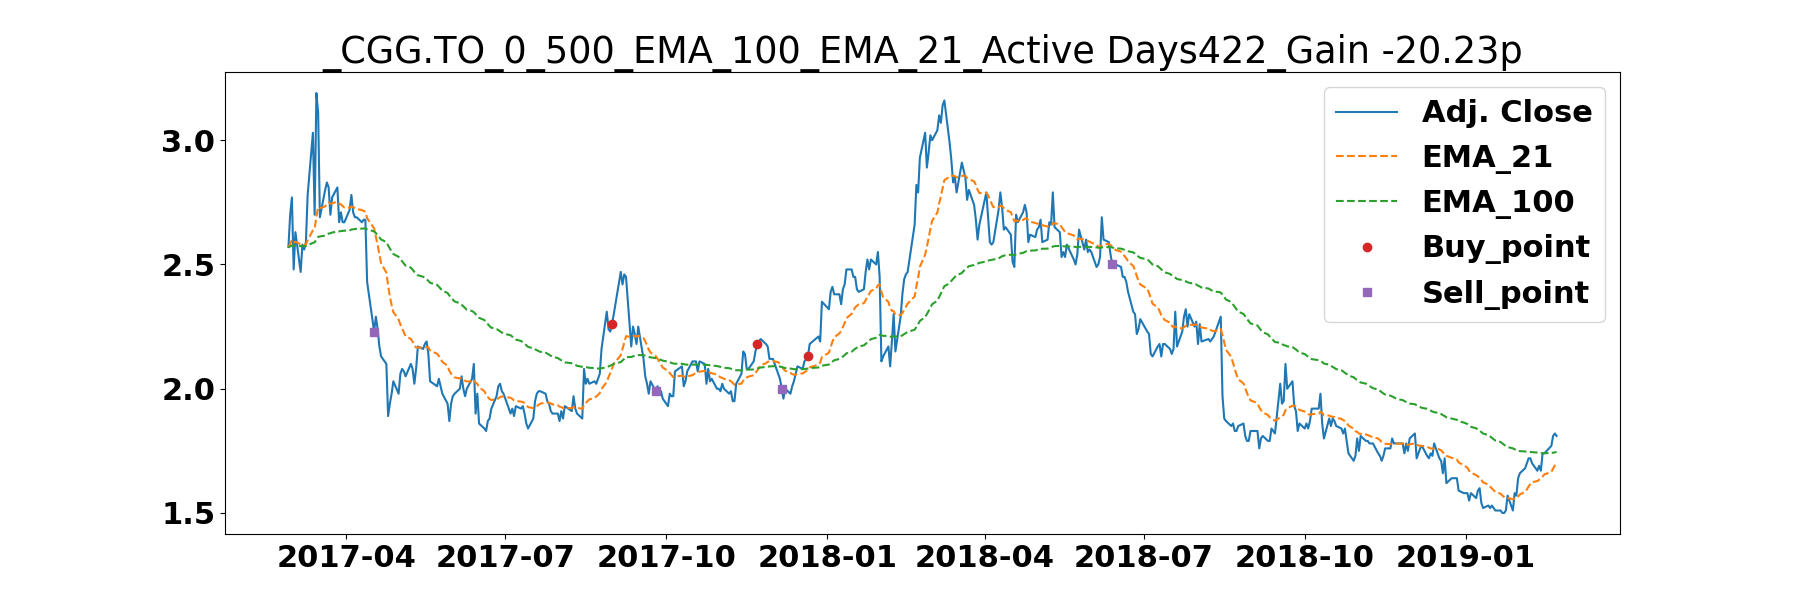 _CGG.TO_0_500_EMA_100_EMA_21_Active Days422_Gain -20.23p
Adj. Close
EMA_21
EMA_100
Buy_point
Sell_point
3.0
2.5
2.0
1.5
2017-04 2017-07 2017-10 2018-01 2018-04 2018-07 2018-10 2019-01